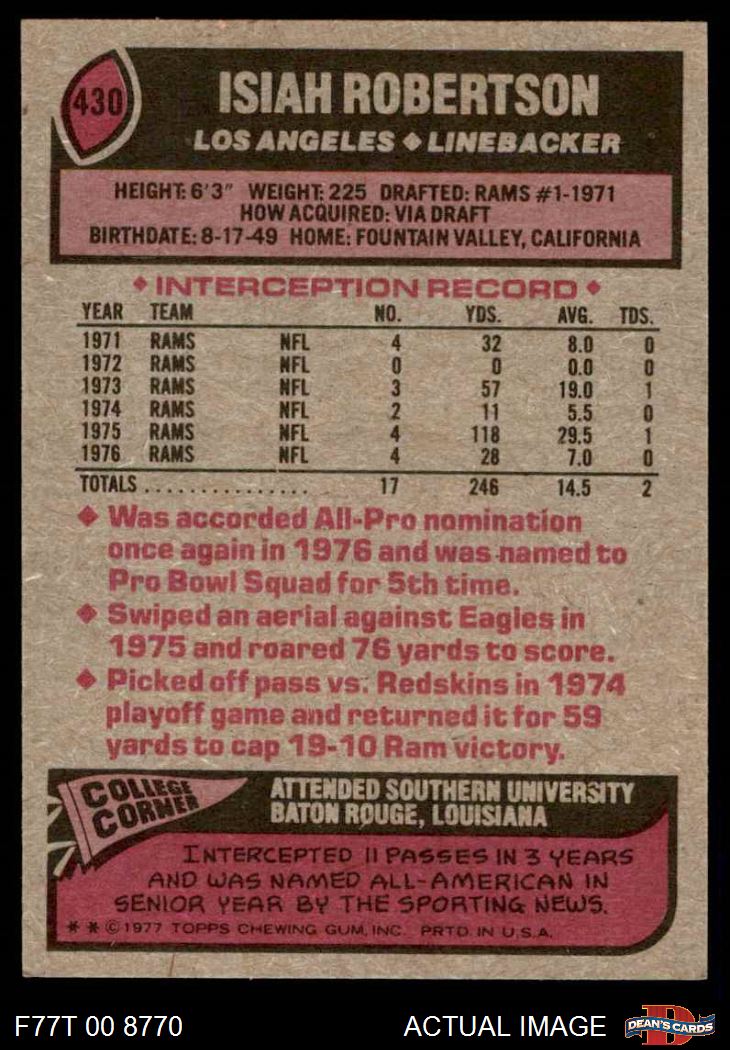 430
ISIAH ROBERTSON
LOS ANGELES ◆ LINEBACKER
HEIGHT: 6'3" WEIGHT: 225 DRAFTED: RAMS #1-1971
HOW ACQUIRED: VIA DRAFT
BIRTHDATE: 8-17-49 HOME: FOUNTAIN VALLEY, CALIFORNIA
◆ INTERCEPTION RECORD ◆
YEAR TEAM NO. YDS. AVG. TDS.
1971 RAMS NFL 4 32 8.0 0
1972 RAMS NFL 0 0 0.0 0
1973 RAMS NFL 3 57 19.0 1
1974 RAMS NFL 2 11 5.5 0
1975 RAMS NFL 4 118 29.5 1
1976 RAMS NFL 4 28 7.0 0
TOTALS ................ 17 246 14.5 2
◆ Was accorded All-Pro nomination
once again in 1976 and was named to
Pro Bowl Squad for 5th time.
◆ Swiped an aerial against Eagles in
1975 and roared 76 yards to score.
◆ Picked off pass vs. Redskins in 1974
playoff game and returned it for 59
yards to cap 19-10 Ram victory.
COLLEGE
CORNER
ATTENDED SOUTHERN UNIVERSITY
BATON ROUGE, LOUISIANA
INTERCEPTED 11 PASSES IN 3 YEARS
AND WAS NAMED ALL-AMERICAN IN
SENIOR YEAR BY THE SPORTING NEWS.
* * © 1977 TOPPS CHEWING GUM, INC. PRTD. IN U.S.A.
F77T 00 8770 ACTUAL IMAGE
D
DEAN'S CARDS